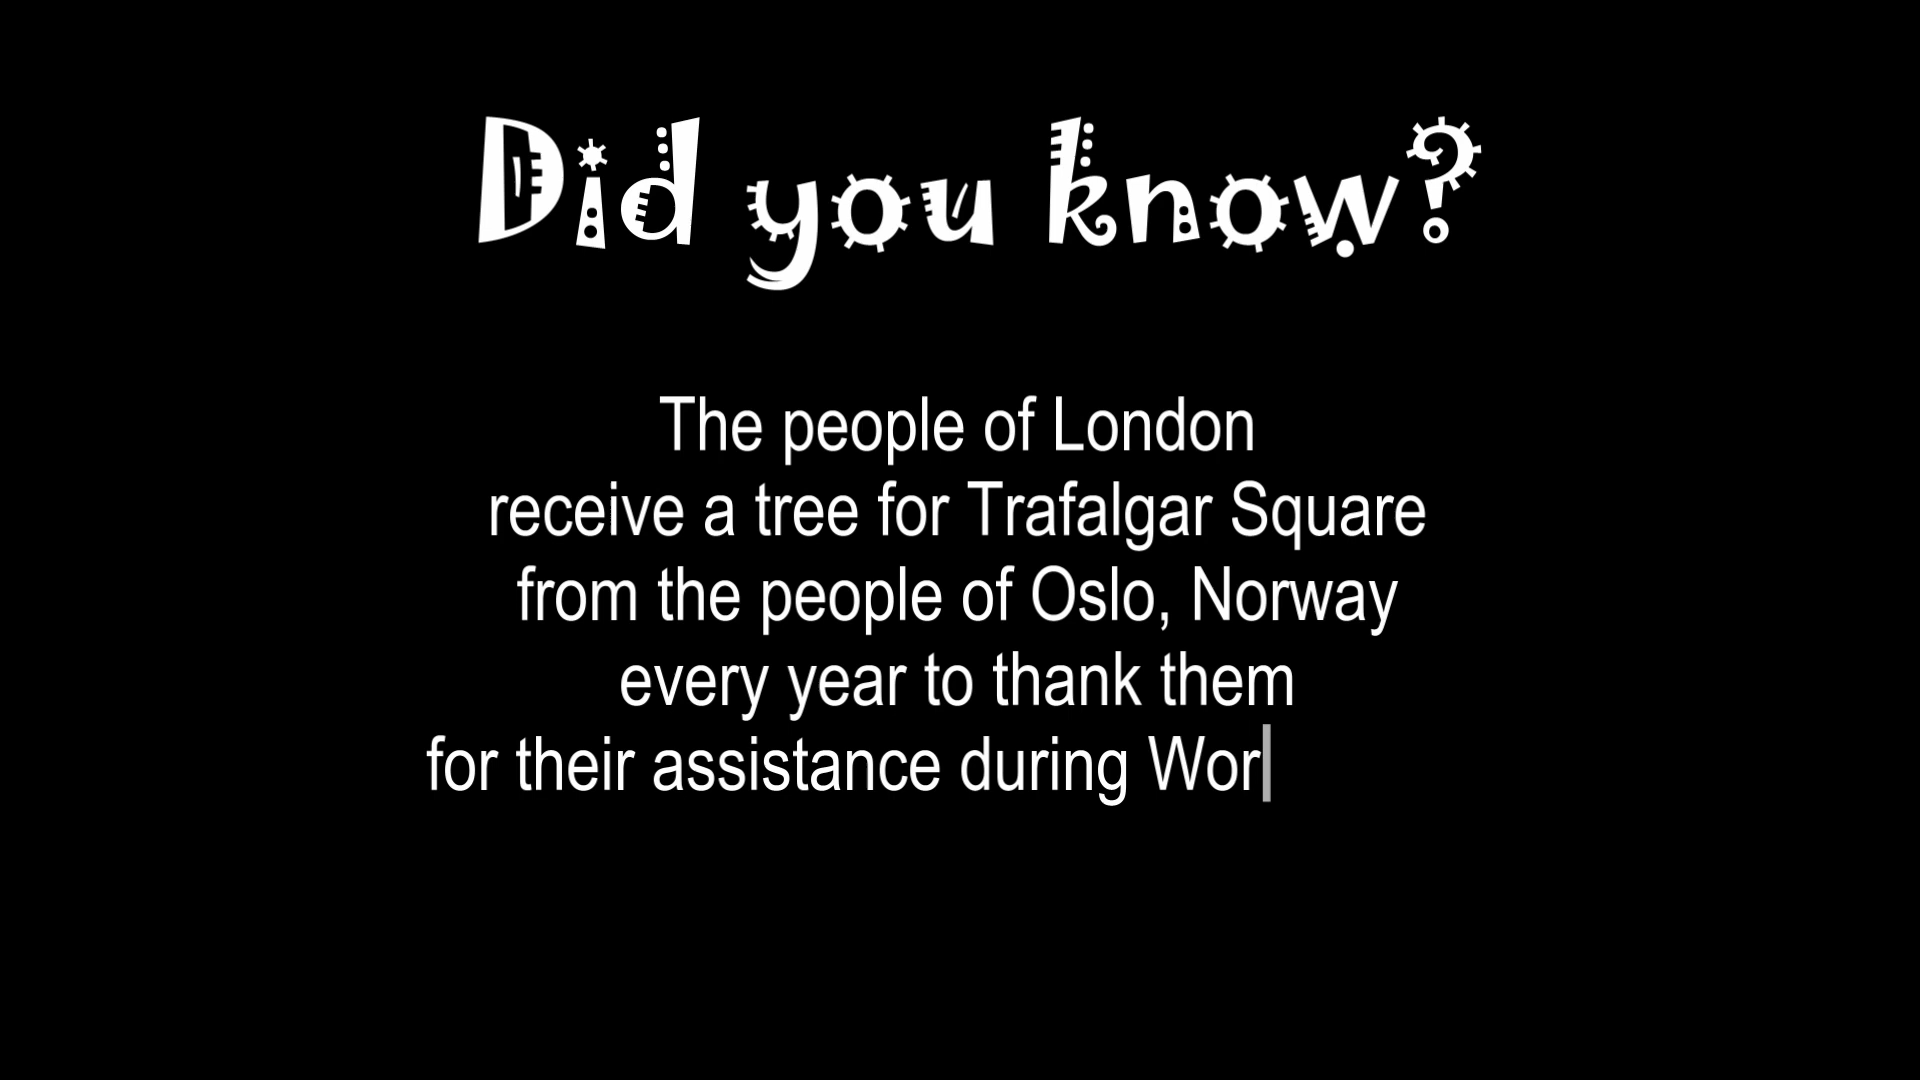 Did you know?
The people of London
receive a tree for Trafalgar Square
from the people of Oslo, Norway
every year to thank them
for their assistance during Wor